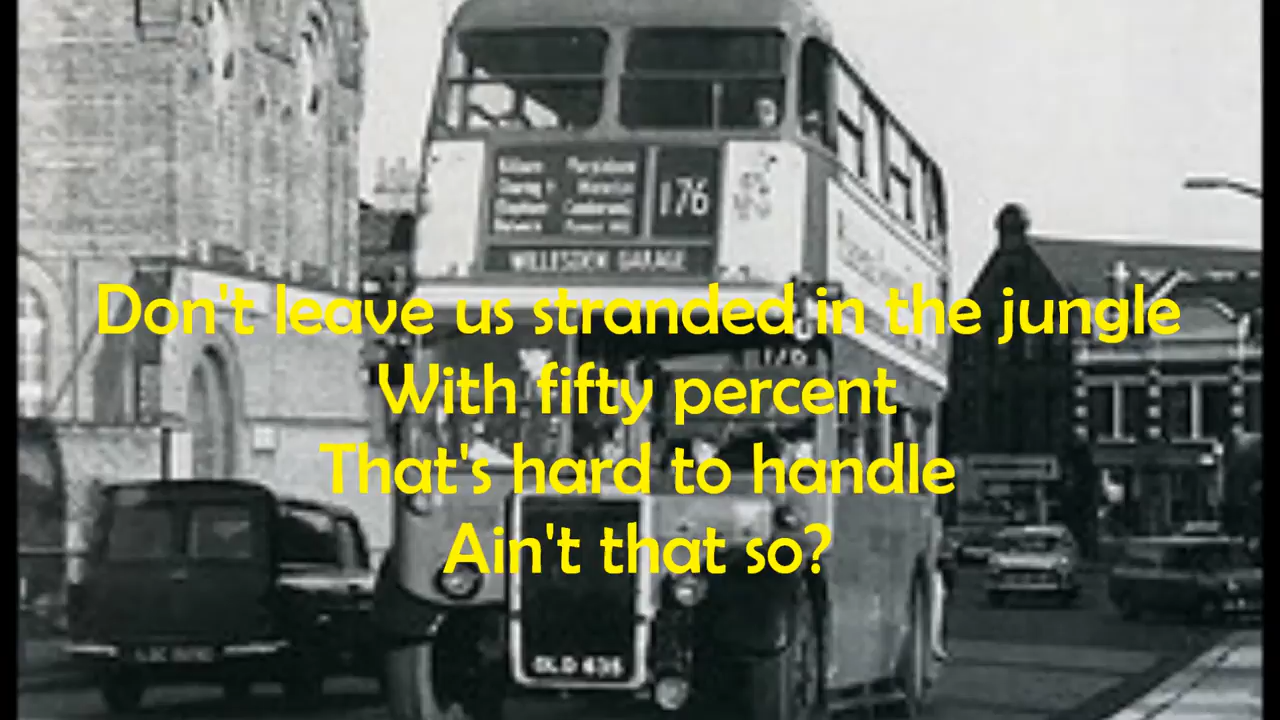 176
WILLESDEN GARAGE
Don't leave us stranded in the jungle
With fifty percent
That's hard to handle
Ain't that so?